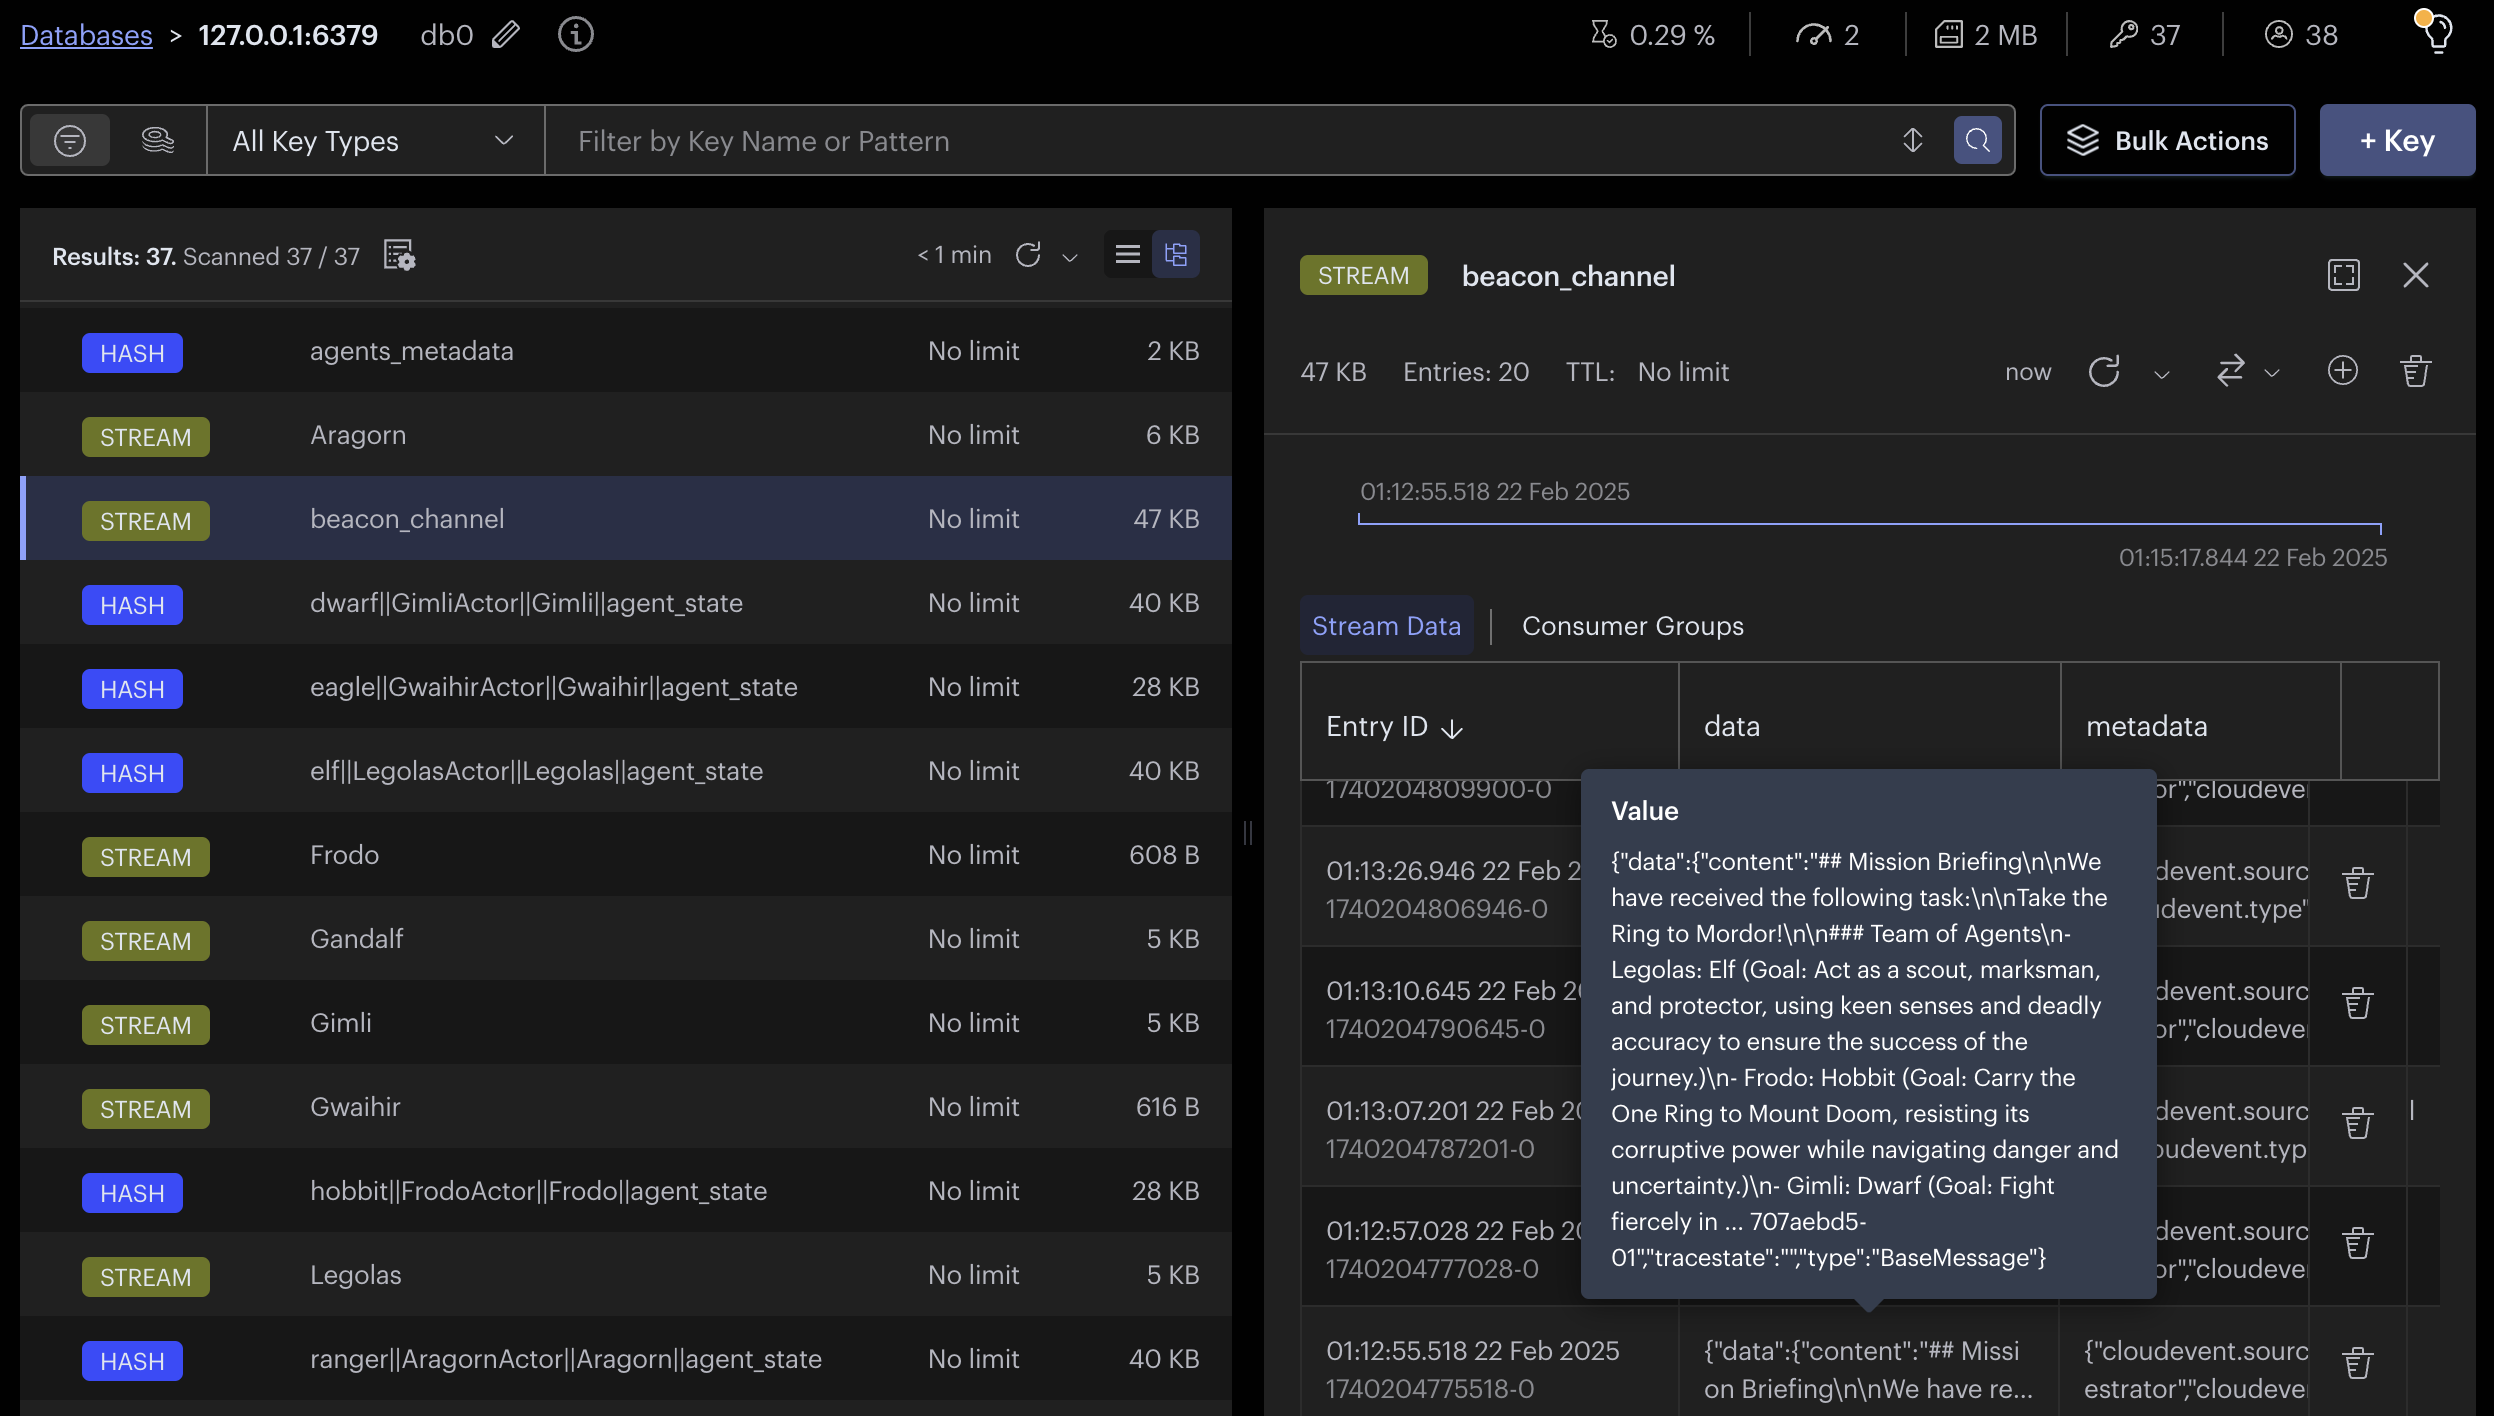 Databases > 127.0.0.1:6379 db0
0.29 % 2 2 MB 37 38
All Key Types Filter by Key Name or Pattern Bulk Actions + Key
Results: 37. Scanned 37 / 37 < 1 min
HASH agents_metadata No limit 2 KB
STREAM Aragorn No limit 6 KB
STREAM beacon_channel No limit 47 KB
HASH dwarf||GimliActor||Gimli||agent_state No limit 40 KB
HASH eagle||GwaihirActor||Gwaihir||agent_state No limit 28 KB
HASH elf||LegolasActor||Legolas||agent_state No limit 40 KB
STREAM Frodo No limit 608 B
STREAM Gandalf No limit 5 KB
STREAM Gimli No limit 5 KB
STREAM Gwaihir No limit 616 B
HASH hobbit||FrodoActor||Frodo||agent_state No limit 28 KB
STREAM Legolas No limit 5 KB
HASH ranger||AragornActor||Aragorn||agent_state No limit 40 KB
STREAM beacon_channel
47 KB Entries: 20 TTL: No limit now
01:12:55.518 22 Feb 2025
01:15:17.844 22 Feb 2025
Stream Data Consumer Groups
Entry ID data metadata
1740204809900-0 or","cloudeve
01:13:26.946 22 Feb 2 devent.sourc
1740204806946-0 devent.type"
01:13:10.645 22 Feb 20 devent.sourc
1740204790645-0 or","cloudeve
01:13:07.201 22 Feb 20 devent.sourc
1740204787201-0 oudevent.typ
01:12:57.028 22 Feb 20 devent.sourc
1740204777028-0 or","cloudeve
Value
{"data":{"content":"## Mission Briefing\n\nWe
have received the following task:\n\nTake the
Ring to Mordor!\n\n### Team of Agents\n-
Legolas: Elf (Goal: Act as a scout, marksman,
and protector, using keen senses and deadly
accuracy to ensure the success of the
journey.)\n- Frodo: Hobbit (Goal: Carry the
One Ring to Mount Doom, resisting its
corruptive power while navigating danger and
uncertainty.)\n- Gimli: Dwarf (Goal: Fight
fiercely in ... 707aebd5-
01"","tracestate":"""type":"BaseMessage"}
01:12:55.518 22 Feb 2025 {"data":{"content":"## Missi {"cloudevent.sourc
1740204775518-0 on Briefing\n\nWe have re... estrator","cloudeve